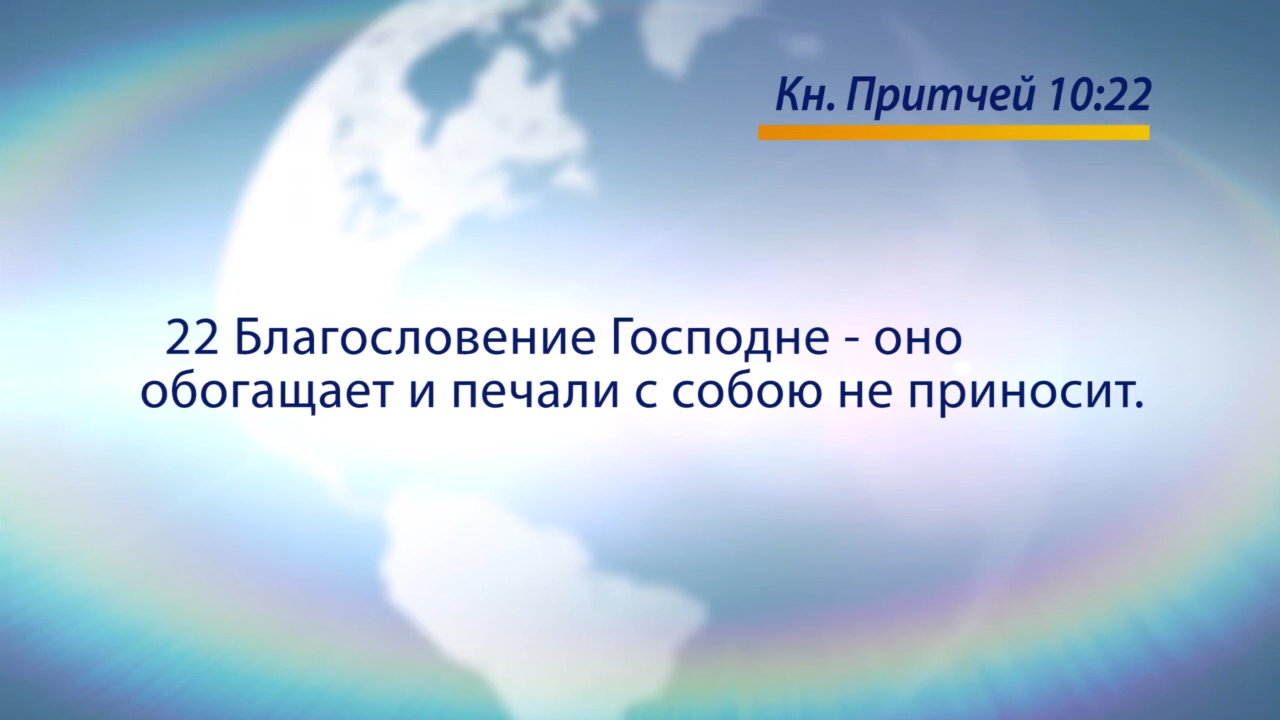 Кн. Притчей 10:22
22 Благословение Господне - оно
обогащает и печали с собою не приносит.